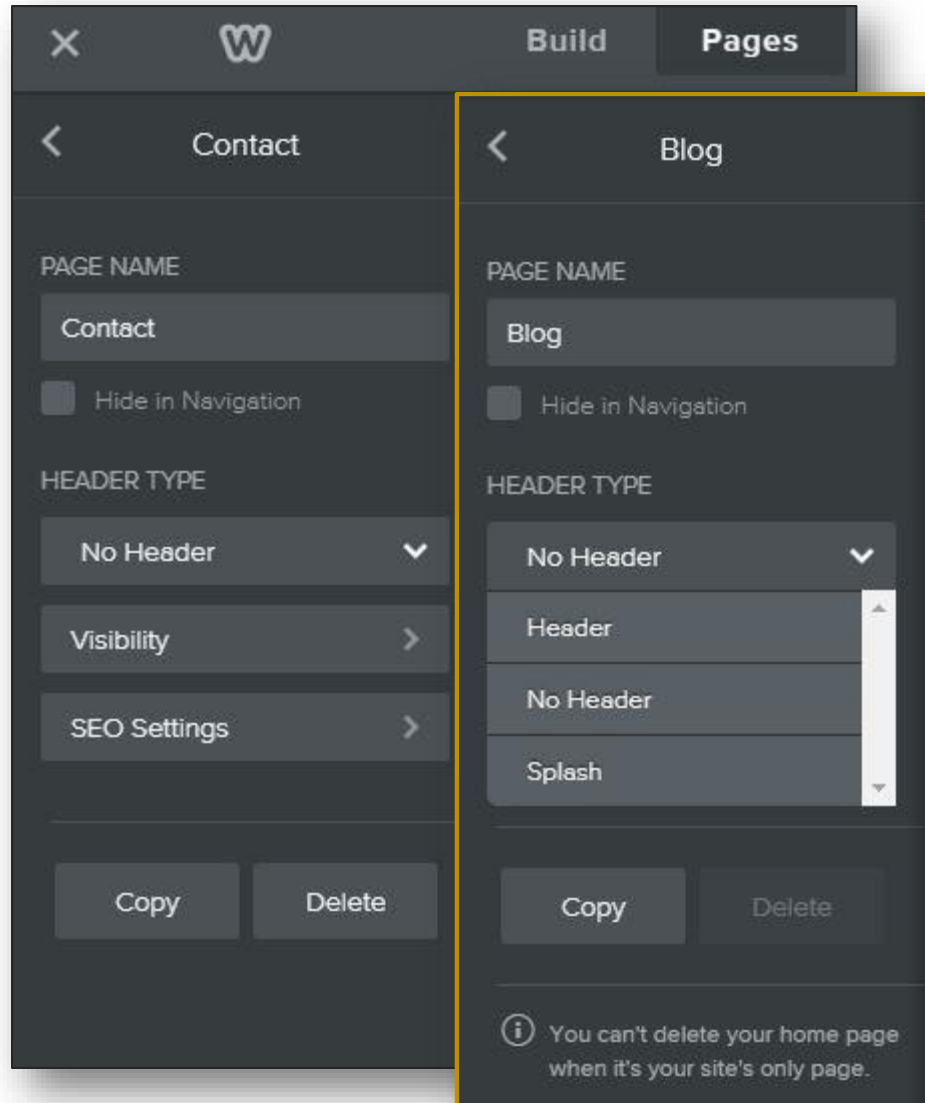 Build Pages
Contact
PAGE NAME
Contact
Hide in Navigation
HEADER TYPE
No Header
Visibility
SEO Settings
Copy Delete
Blog
PAGE NAME
Blog
Hide in Navigation
HEADER TYPE
No Header
Header
No Header
Splash
Copy Delete
You can't delete your home page
when it's your site's only page.